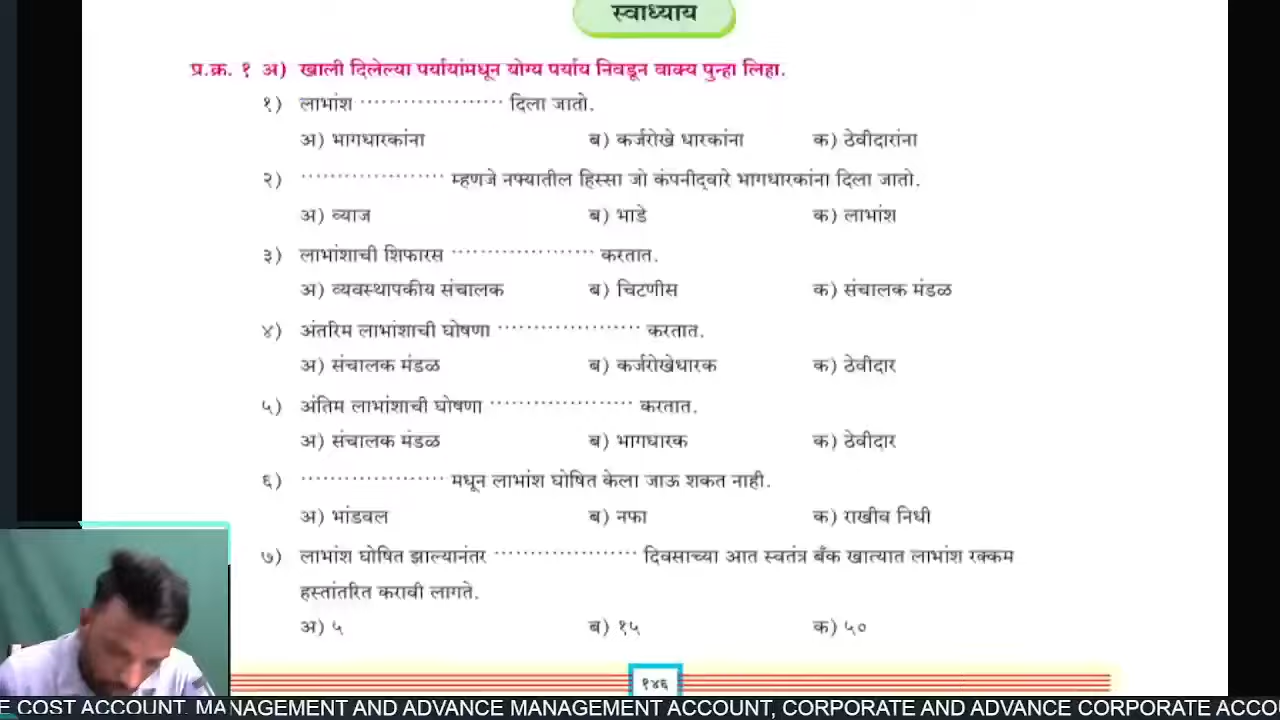 स्वाध्याय
प्र.क्र. १ अ) खाली दिलेल्या पर्यायांमधून योग्य पर्याय निवडून वाक्य पुन्हा लिहा.
१) लाभांश ..................... दिला जातो.
अ) भागधारकांना ब) कर्जरोखे धारकांना क) ठेवीदारांना
२) ..................... म्हणजे नफ्यातील हिस्सा जो कंपनीद्वारे भागधारकांना दिला जातो.
अ) व्याज ब) भाडे क) लाभांश
३) लाभांशाची शिफारस ..................... करतात.
अ) व्यवस्थापकीय संचालक ब) चिटणीस क) संचालक मंडळ
४) अंतरिम लाभांशाची घोषणा ..................... करतात.
अ) संचालक मंडळ ब) कर्जरोखेधारक क) ठेवीदार
५) अंतिम लाभांशाची घोषणा ..................... करतात.
अ) संचालक मंडळ ब) भागधारक क) ठेवीदार
६) ..................... मधून लाभांश घोषित केला जाऊ शकत नाही.
अ) भांडवल ब) नफा क) राखीव निधी
७) लाभांश घोषित झाल्यानंतर ..................... दिवसाच्या आत स्वतंत्र बँक खात्यात लाभांश रक्कम
हस्तांतरित करावी लागते.
अ) ५ ब) १५ क) ५०
१४६
E COST ACCOUNT, MANAGEMENT AND ADVANCE MANAGEMENT ACCOUNT, CORPORATE AND ADVANCE CORPORATE ACCO